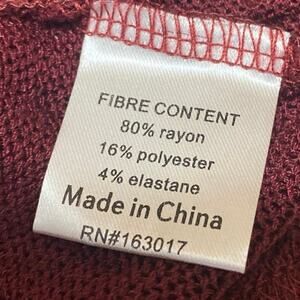 FIBRE CONTENT
80% rayon
16% polyester
4% elastane
Made in China
RN#163017